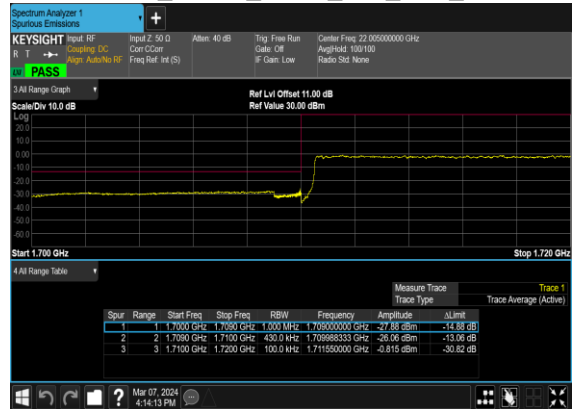 Spectrum Analyzer 1
Spurious Emissions
+
KEYSIGHT Input: RF Input Z: 50 Ω Atten: 40 dB Trig: Free Run Center Freq: 22.005000000 GHz
R T Coupling: DC Corr CCorr Gate: Off Avg|Hold: 100/100
Align: Auto/No RF Freq Ref: Int (S) IF Gain: Low Radio Std: None
LW PASS
3 All Range Graph
Ref Lvl Offset 11.00 dB
Scale/Div 10.0 dB Ref Value 30.00 dBm
Log
20.0
10.0
0.00
-10.0
-20.0
-30.0
-40.0
-50.0
-60.0
Start 1.700 GHz Stop 1.720 GHz
4 All Range Table
Measure Trace Trace 1
Trace Type Trace Average (Active)
Spur Range Start Freq Stop Freq RBW Frequency Amplitude ΔLimit
1 1 1.7000 GHz 1.7090 GHz 1.000 MHz 1.709000000 GHz -27.88 dBm -14.88 dB
2 2 1.7090 GHz 1.7100 GHz 430.0 kHz 1.709988333 GHz -26.06 dBm -13.06 dB
3 3 1.7100 GHz 1.7200 GHz 100.0 kHz 1.711550000 GHz -0.815 dBm -30.82 dB
?
Mar 07, 2024
4:14:13 PM